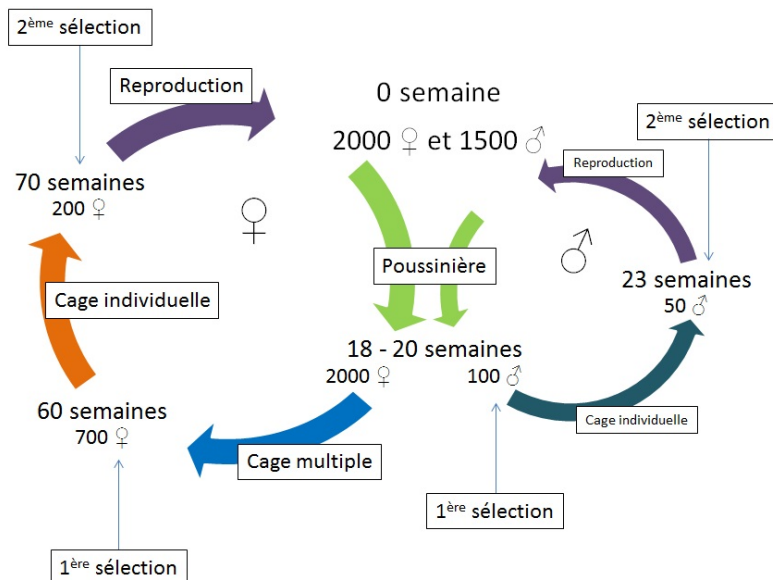 2ème sélection
Reproduction
0 semaine
2000 ♀ et 1500 ♂
2ème sélection
Reproduction
70 semaines
200 ♀
♀
♂
Poussinière
23 semaines
50 ♂
Cage individuelle
18 - 20 semaines
2000 ♀ 100 ♂
60 semaines
700 ♀
Cage individuelle
Cage multiple
1ère sélection
1ère sélection